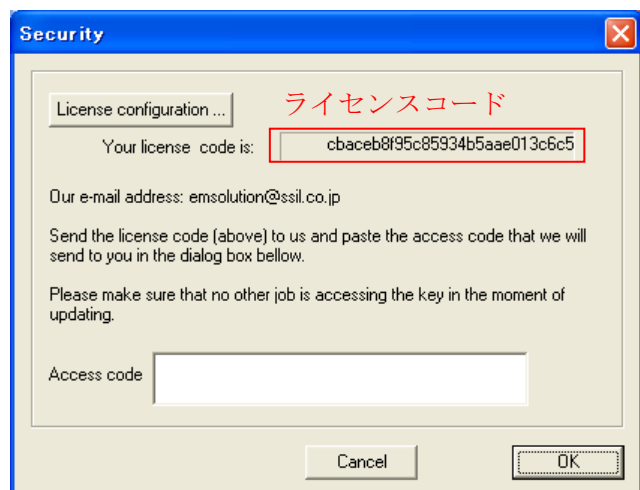 Security
License configuration ...
ライセンスコード
Your license code is:
cbaceb8f95c85934b5aae013c6c5
Our e-mail address: emsolution@ssil.co.jp
Send the license code (above) to us and paste the access code that we will
send to you in the dialog box bellow.
Please make sure that no other job is accessing the key in the moment of
updating.
Access code
Cancel
OK